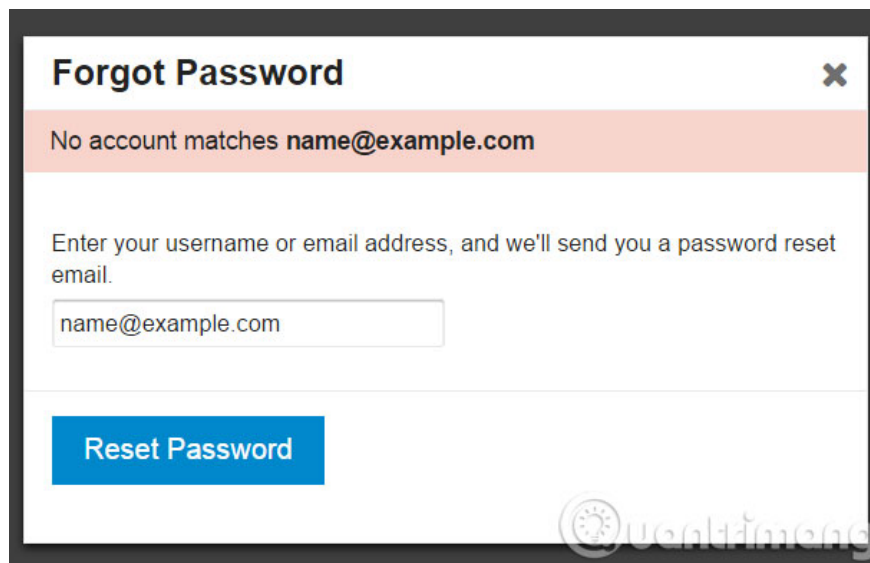 Forgot Password
No account matches name@example.com
Enter your username or email address, and we'll send you a password reset
email.
name@example.com
Reset Password
Quantrimang